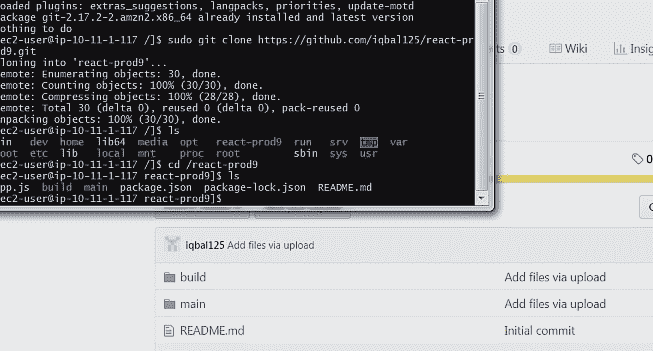 oaded plugins: extras_suggestions, langpacks, priorities, update-motd
ackage git-2.17.2-2.amzn2.x86_64 already installed and latest version
othing to do
ec2-user@ip-10-11-1-117 /]$ sudo git clone https://github.com/iqbal125/react-pr
d9.git
loning into 'react-prod9'...
emote: Enumerating objects: 30, done.
emote: Counting objects: 100% (30/30), done.
emote: Compressing objects: 100% (28/28), done.
emote: Total 30 (delta 0), reused 0 (delta 0), pack-reused 0
npacking objects: 100% (30/30), done.
ec2-user@ip-10-11-1-117 /]$ ls
in dev home lib64 media opt react-prod9 run srv tmp var
oot etc lib local mnt proc root sbin sys usr
ec2-user@ip-10-11-1-117 /]$ cd /react-prod9
ec2-user@ip-10-11-1-117 react-prod9]$ ls
pp.js build main package.json package-lock.json README.md
ec2-user@ip-10-11-1-117 react-prod9]$
ts 0 Wiki Insig
0
iqbal125 Add files via upload
build Add files via upload
main Add files via upload
README.md Initial commit